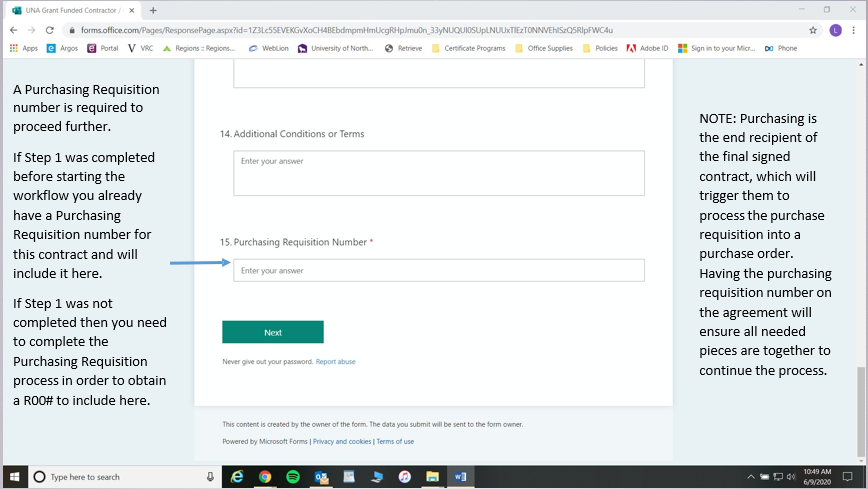 UNA Grant Funded Contractor /
forms.office.com/Pages/ResponsePage.aspx?id=
Apps
Argos
Portal
VRC
Regions :: Regions...
WebLion
University of North...
Retrieve
Certificate Programs
Office Supplies
Policies
Adobe ID
Sign in to your Micr...
Phone
A Purchasing Requisition
number is required to
proceed further.
If Step 1 was completed
before starting the
workflow you already
have a Purchasing
Requisition number for
this contract and will
include it here.
If Step 1 was not
completed then you need
to complete the
Purchasing Requisition
process in order to obtain
a R00# to include here.
14. Additional Conditions or Terms
Enter your answer
15. Purchasing Requisition Number *
Enter your answer
Next
Never give out your password. Report abuse
This content is created by the owner of the form. The data you submit will be sent to the form owner.
Powered by Microsoft Forms | Privacy and cookies | Terms of use
NOTE: Purchasing is
the end recipient of
the final signed
contract, which will
trigger them to
process the purchase
requisition into a
purchase order.
Having the purchasing
requisition number on
the agreement will
ensure all needed
pieces are together to
continue the process.
Type here to search
10:49 AM
6/9/2020